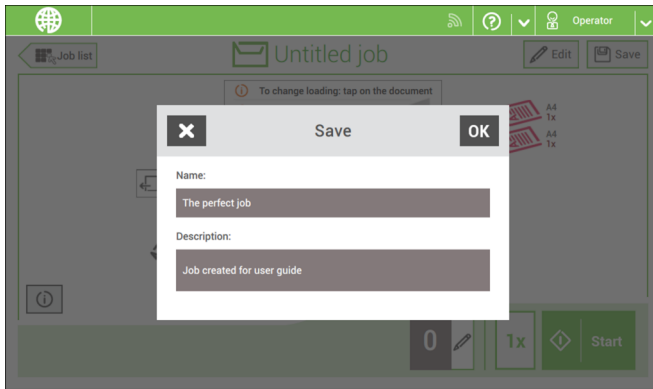 Operator
Job list
Untitled job
Edit
Save
To change loading: tap on the document
A4
1x
A4
1x
Save
OK
Name:
The perfect job
Description:
Job created for user guide
0
1x
Start